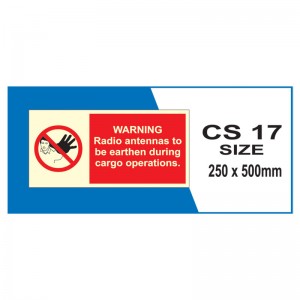 WARNING
Radio antennas to
be earthen during
cargo operations.
CS 17
SIZE
250 x 500mm